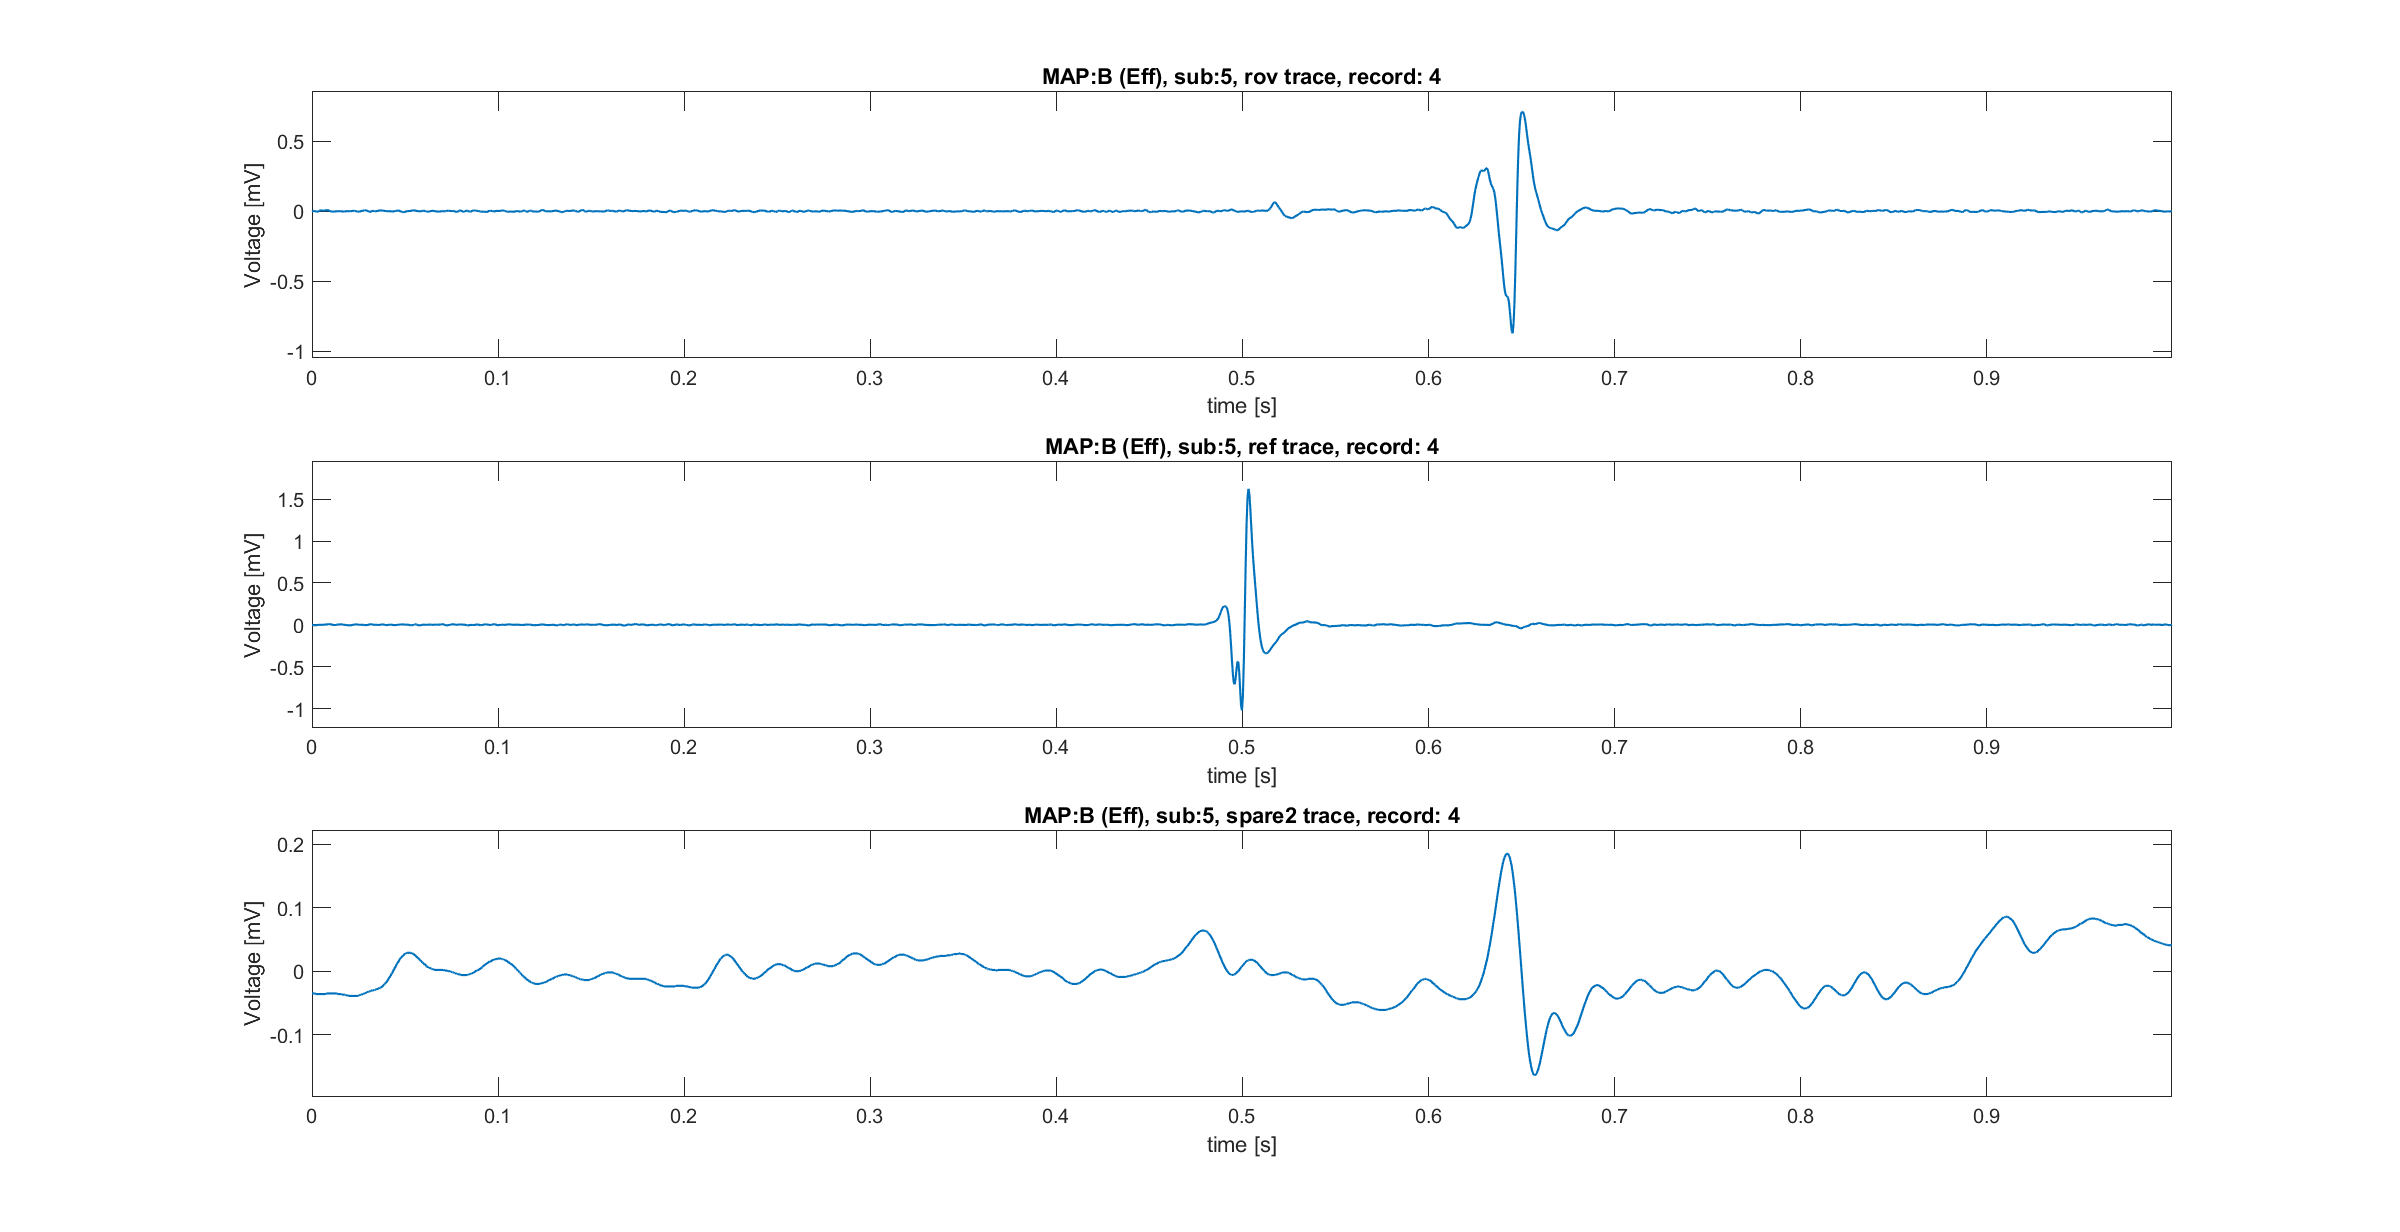 MAP:B (Eff), sub:5, rov trace, record: 4
Voltage [mV]
0.5
0
-0.5
-1
0 0.1 0.2 0.3 0.4 0.5 0.6 0.7 0.8 0.9
time [s]
MAP:B (Eff), sub:5, ref trace, record: 4
Voltage [mV]
1.5
1
0.5
0
-0.5
-1
0 0.1 0.2 0.3 0.4 0.5 0.6 0.7 0.8 0.9
time [s]
MAP:B (Eff), sub:5, spare2 trace, record: 4
Voltage [mV]
0.2
0.1
0
-0.1
0 0.1 0.2 0.3 0.4 0.5 0.6 0.7 0.8 0.9
time [s]